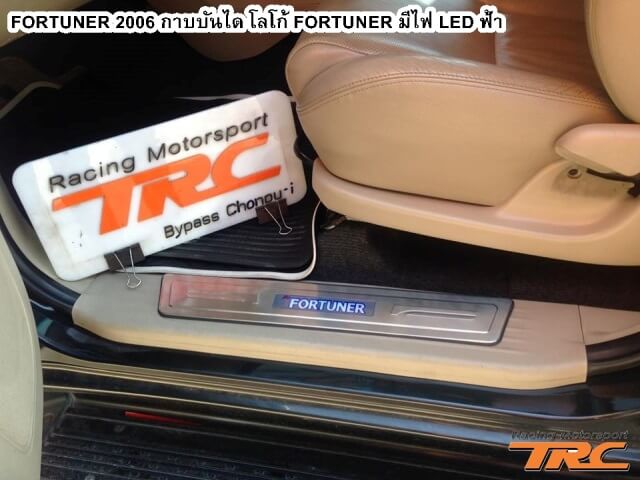 FORTUNER 2006 กาบบันได โลโก้ FORTUNER มีไฟ LED ฟ้า
Racing Motorsport
TRC
Bypass Chonbu-i
FORTUNER
Racing Motorsport
TRC